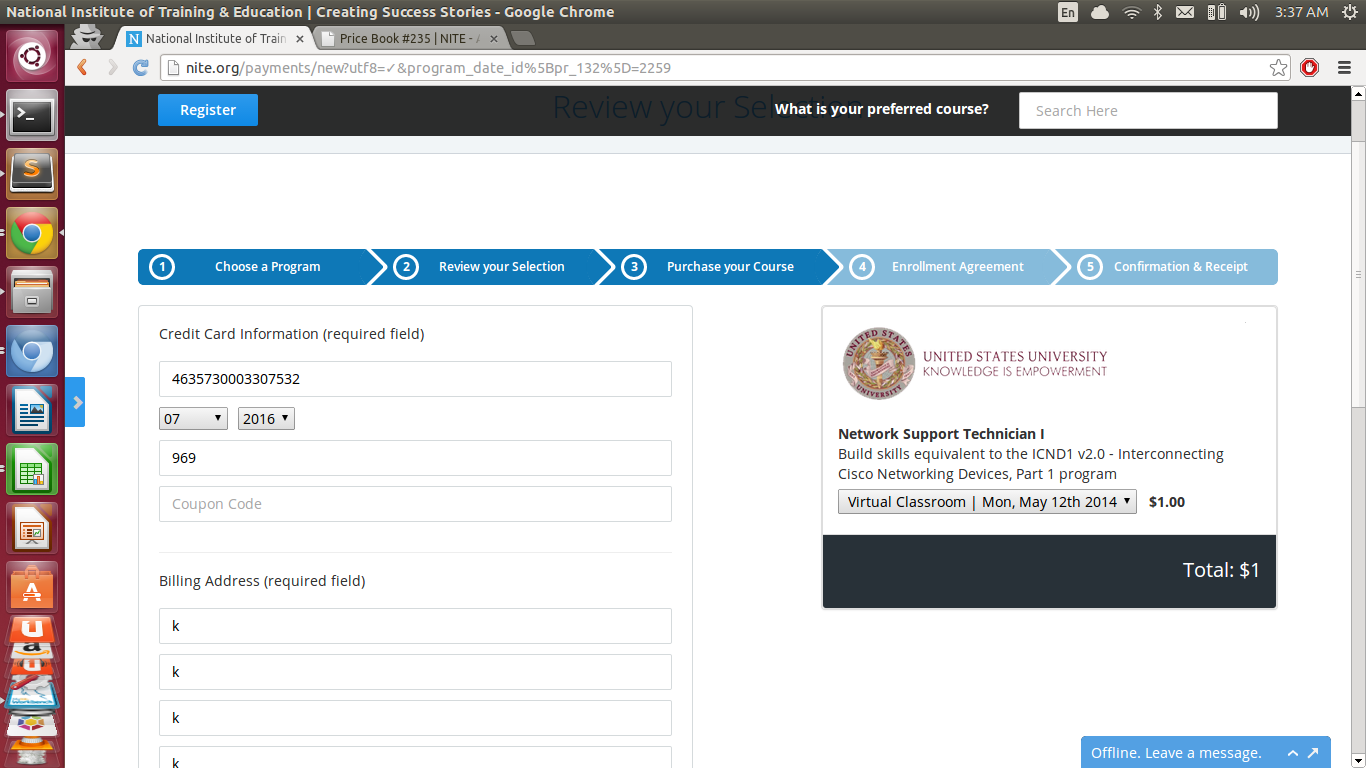 National Institute of Training & Education | Creating Success Stories - Google Chrome
En
3:37 AM
National Institute of Train
Price Book #235 | NITE - A
nite.org/payments/new?utf8=✓&program_date_id%5Bpr_132%5D=2259
Register
Review your Selection
What is your preferred course?
Search Here
1 Choose a Program
2 Review your Selection
3 Purchase your Course
4 Enrollment Agreement
5 Confirmation & Receipt
Credit Card Information (required field)
4635730003307532
07 2016
969
Coupon Code
Billing Address (required field)
k
k
k
k
UNITED STATES UNIVERSITY
UNITED STATES UNIVERSITY
KNOWLEDGE IS EMPOWERMENT
Network Support Technician I
Build skills equivalent to the ICND1 v2.0 - Interconnecting
Cisco Networking Devices, Part 1 program
Virtual Classroom | Mon, May 12th 2014 $1.00
Total: $1
Offline. Leave a message.